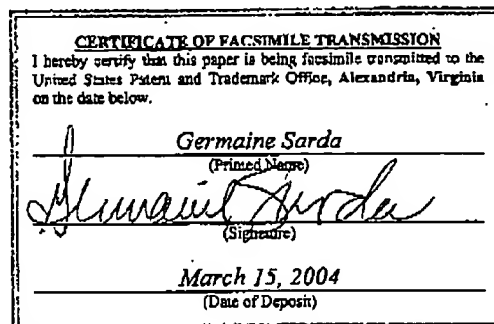 CERTIFICATE OF FACSIMILE TRANSMISSION
I hereby certify that this paper is being facsimile transmitted to the
United States Patent and Trademark Office, Alexandria, Virginia
on the date below.
Germaine Sarda
(Printed Name)
Germaine Sarda
(Signature)
March 15, 2004
(Date of Deposit)